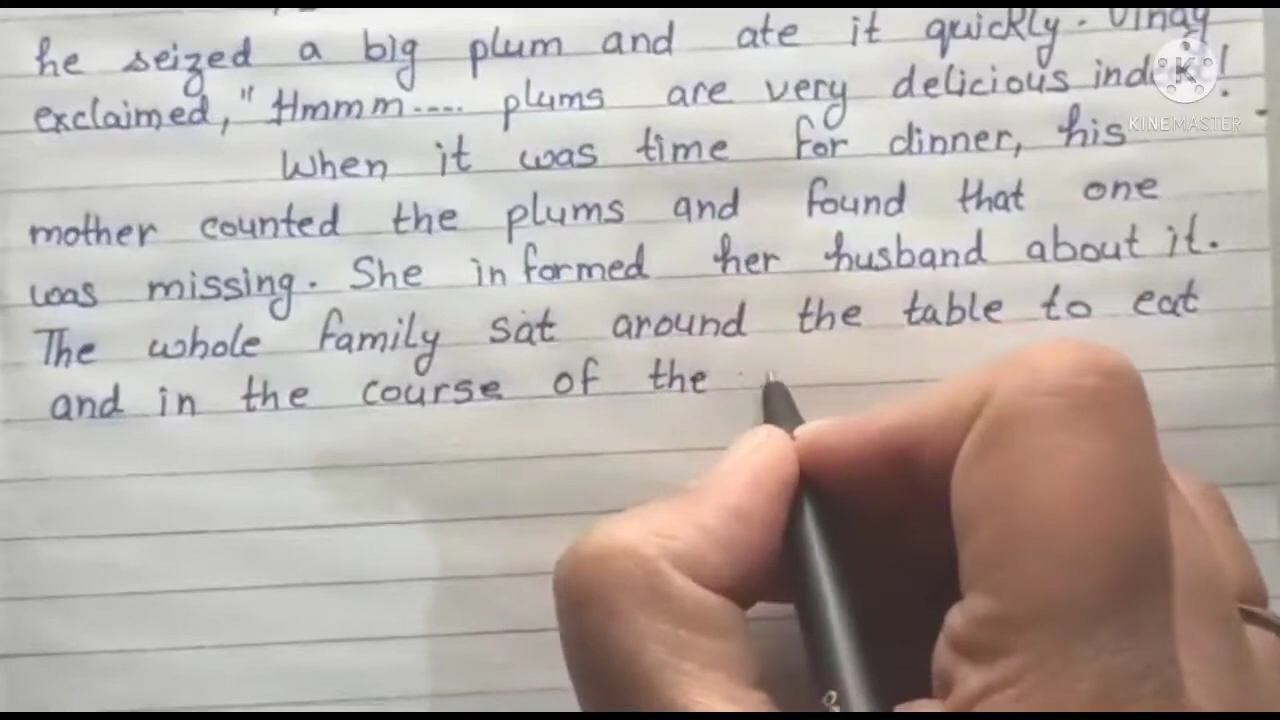 he seized a big plum and ate it quickly. Vinay
exclaimed, "Hmmm.... plums are very delicious !
When it was time for dinner, his
mother counted the plums and found that one
was missing. She informed her husband about it.
The whole family sat around the table to eat
and in the course of the
K
KINEMASTER